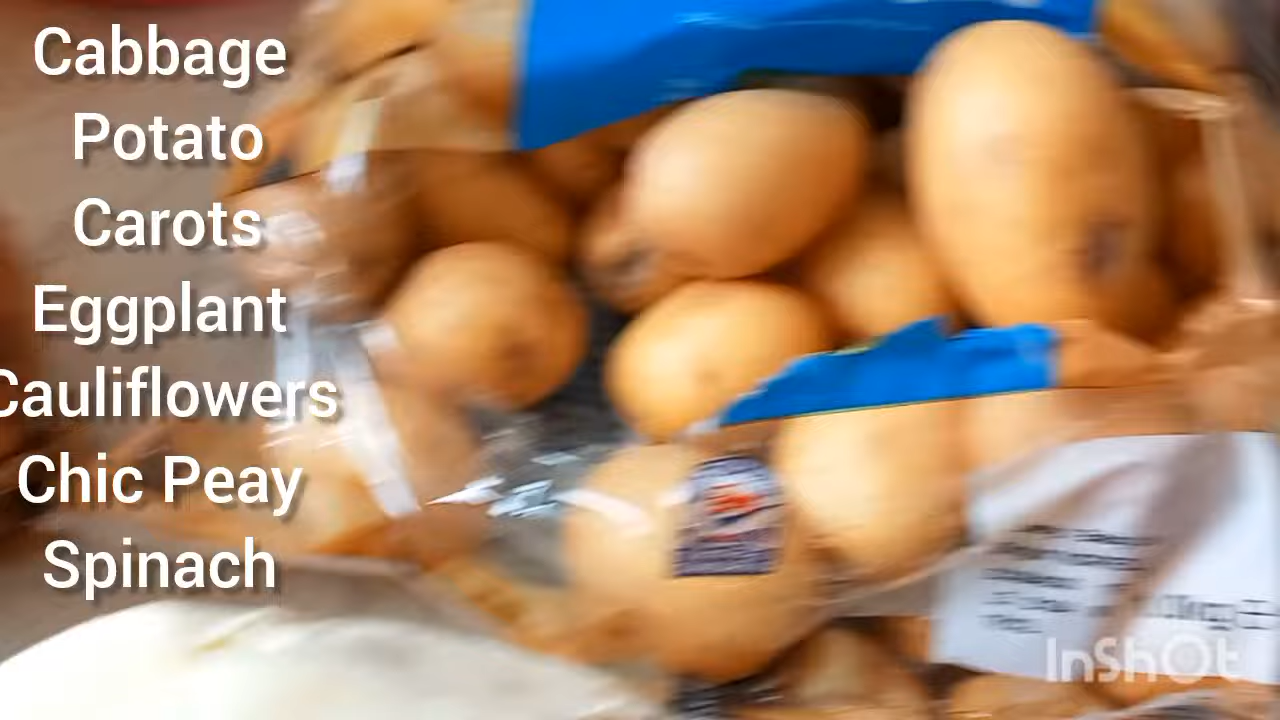 Cabbage
Potato
Carots
Eggplant
Cauliflowers
Chic Peay
Spinach
InShOt